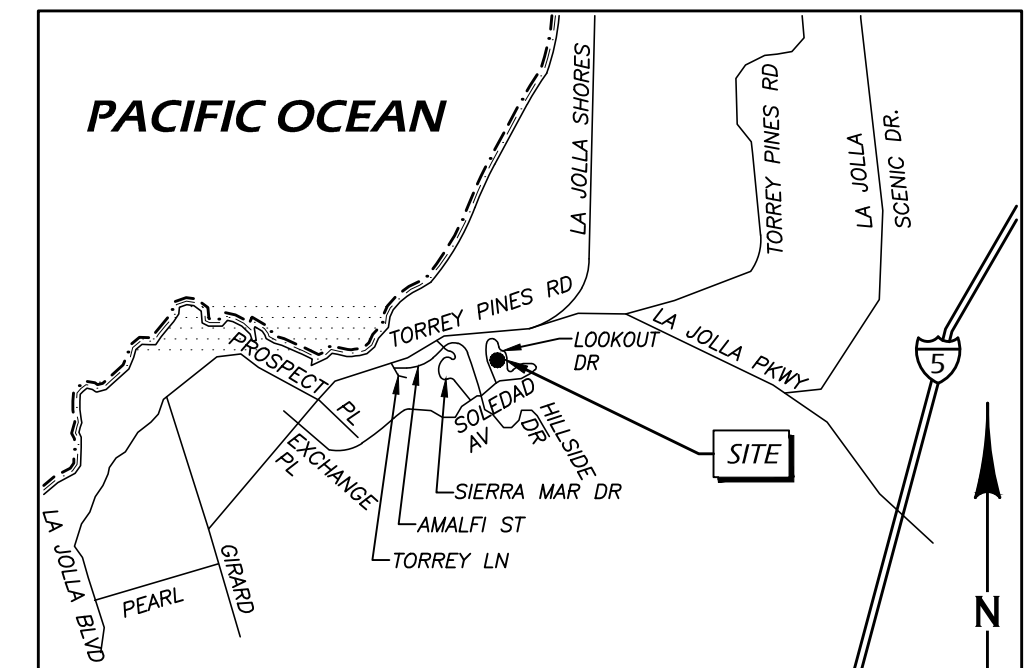 PACIFIC OCEAN
LA JOLLA SHORES
TORREY PINES RD
LA JOLLA
SCENIC DR.
TORREY PINES RD
LOOKOUT
DR
LA JOLLA PKWY
5
PROSPECT PL
SOLEDAD
AV
HILLSIDE
DR
EXCHANGE
PL
SITE
SIERRA MAR DR
AMALFI ST
TORREY LN
LA JOLLA BLVD
GIRARD
PEARL
N